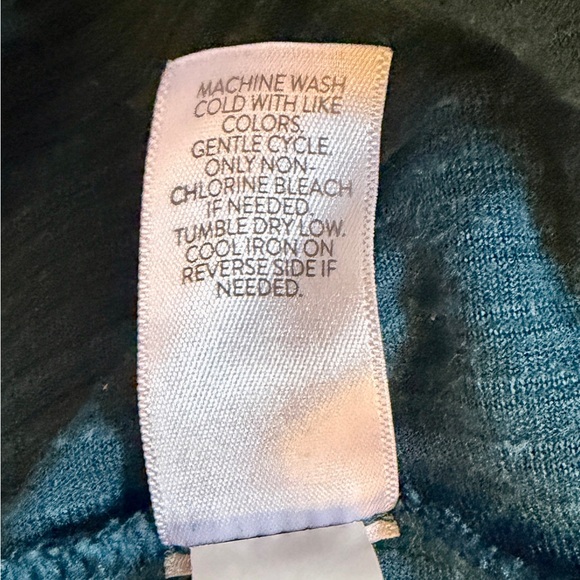 MACHINE WASH
COLD WITH LIKE
COLORS.
GENTLE CYCLE.
ONLY NON-
CHLORINE BLEACH
IF NEEDED.
TUMBLE DRY LOW.
COOL IRON ON
REVERSE SIDE IF
NEEDED.